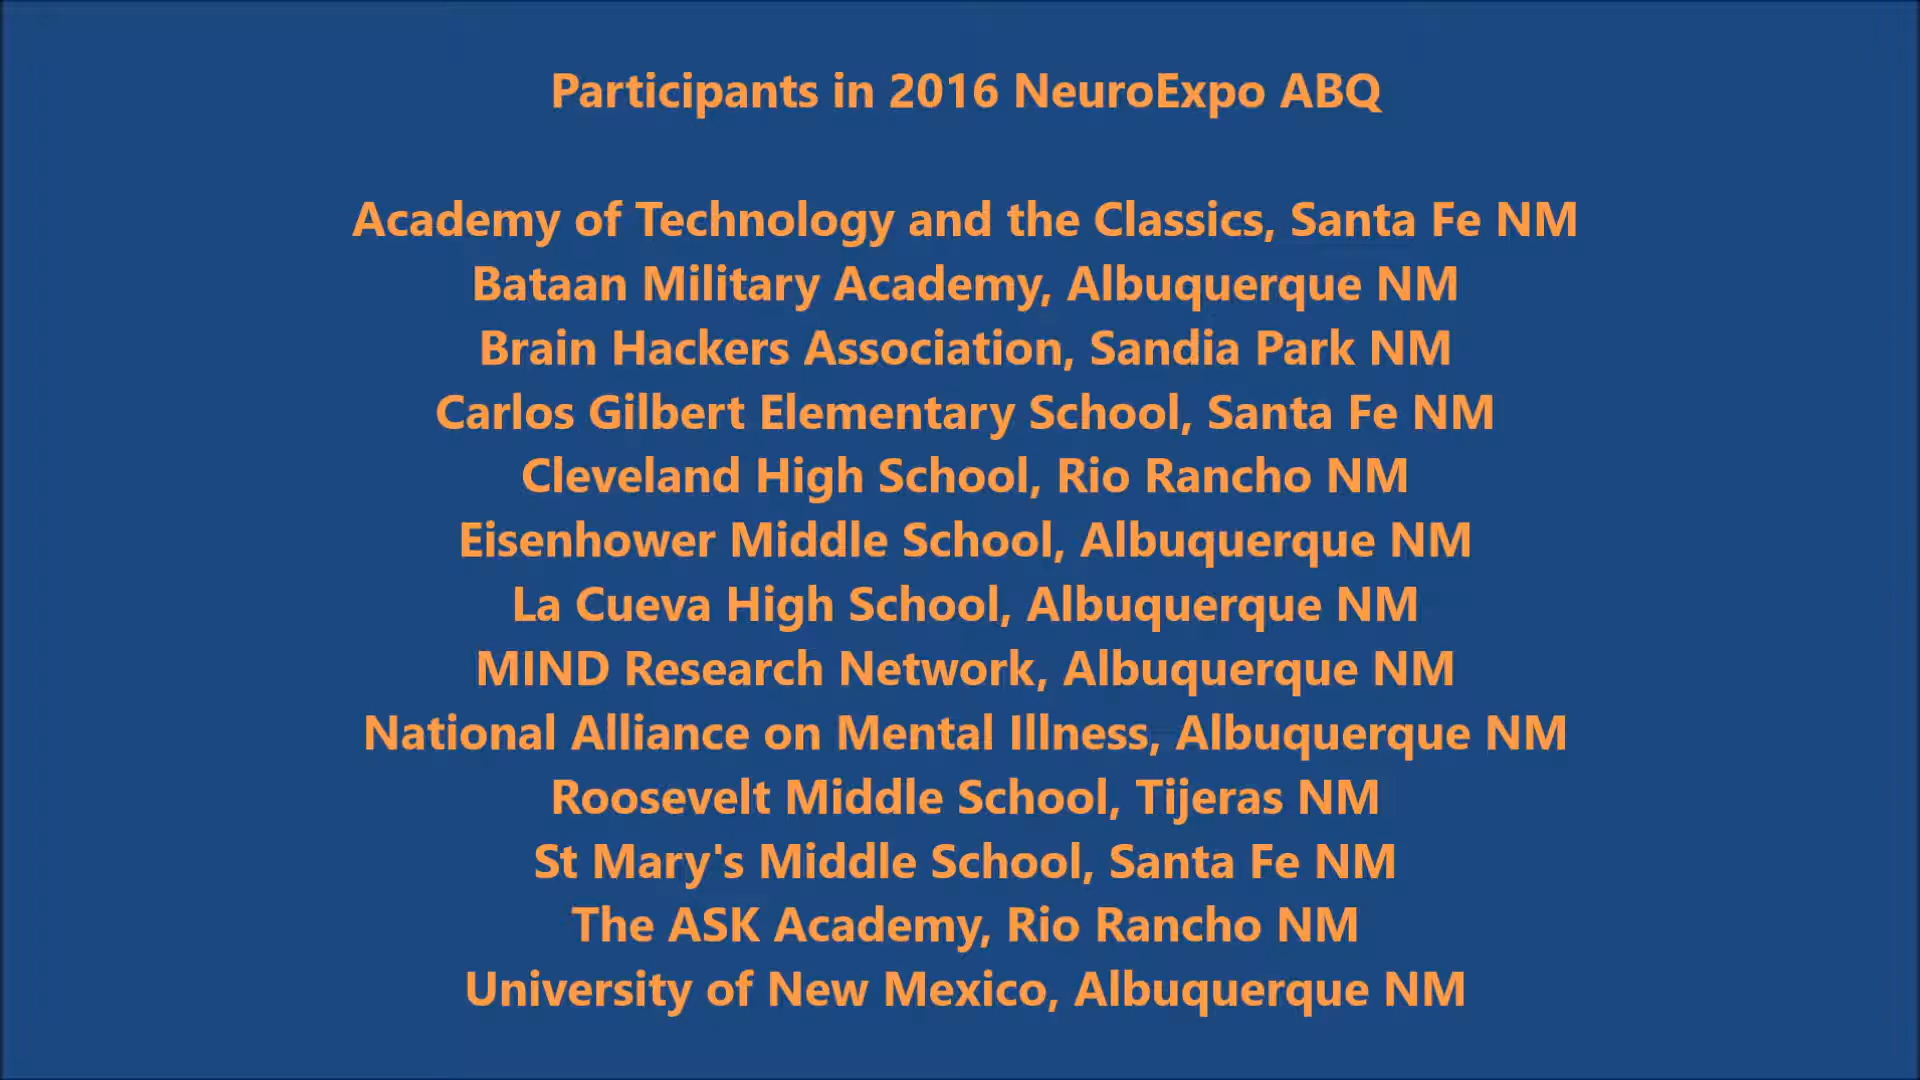 Participants in 2016 NeuroExpo ABQ
Academy of Technology and the Classics, Santa Fe NM
Bataan Military Academy, Albuquerque NM
Brain Hackers Association, Sandia Park NM
Carlos Gilbert Elementary School, Santa Fe NM
Cleveland High School, Rio Rancho NM
Eisenhower Middle School, Albuquerque NM
La Cueva High School, Albuquerque NM
MIND Research Network, Albuquerque NM
National Alliance on Mental Illness, Albuquerque NM
Roosevelt Middle School, Tijeras NM
St Mary's Middle School, Santa Fe NM
The ASK Academy, Rio Rancho NM
University of New Mexico, Albuquerque NM